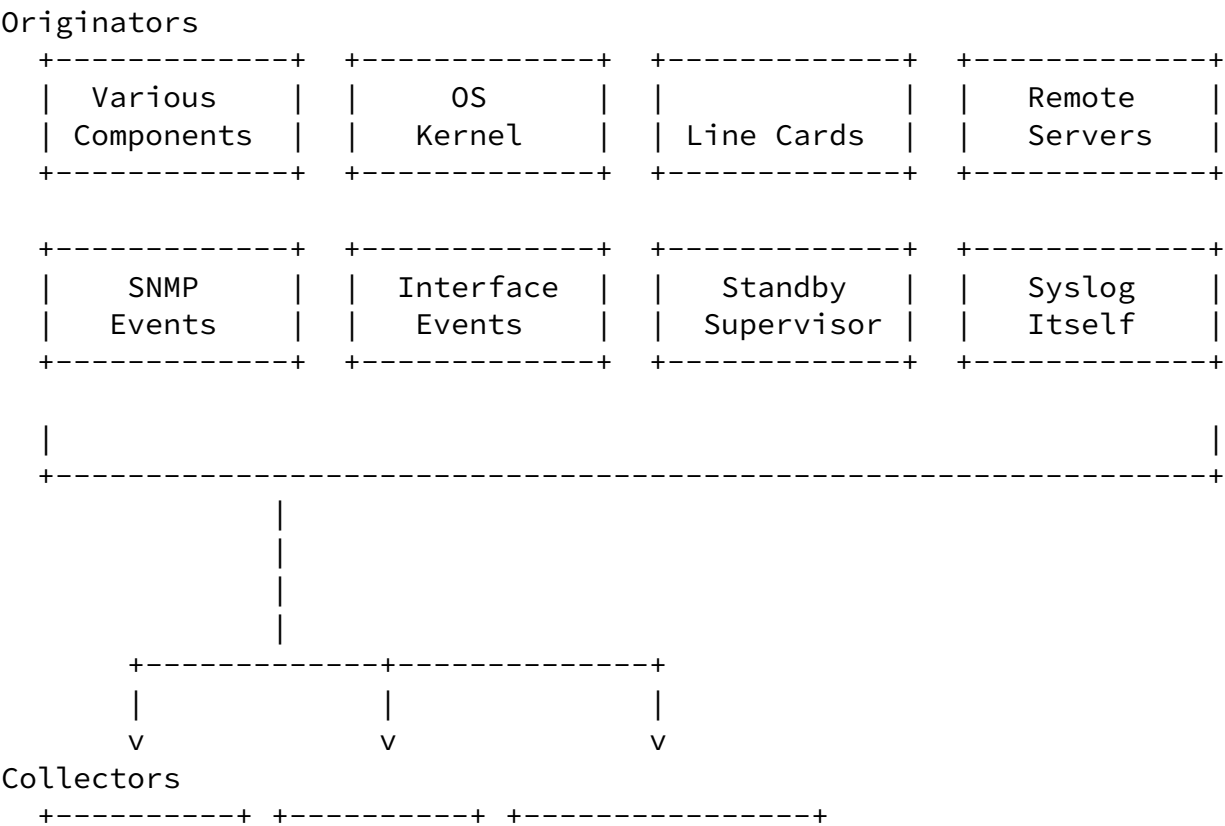 Originators
+-------------+ +-------------+ +-------------+ +-------------+
| Various | | OS | | | | Remote |
| Components | | Kernel | | Line Cards | | Servers |
+-------------+ +-------------+ +-------------+ +-------------+
+-------------+ +-------------+ +-------------+ +-------------+
| SNMP | | Interface | | Standby | | Syslog |
| Events | | Events | | Supervisor | | Itself |
+-------------+ +-------------+ +-------------+ +-------------+
| |
+----------------------------------------------------------------+
|
|
|
|
+-------------+--------------+
| | |
v v v
Collectors
+----------+ +----------+ +----------------+